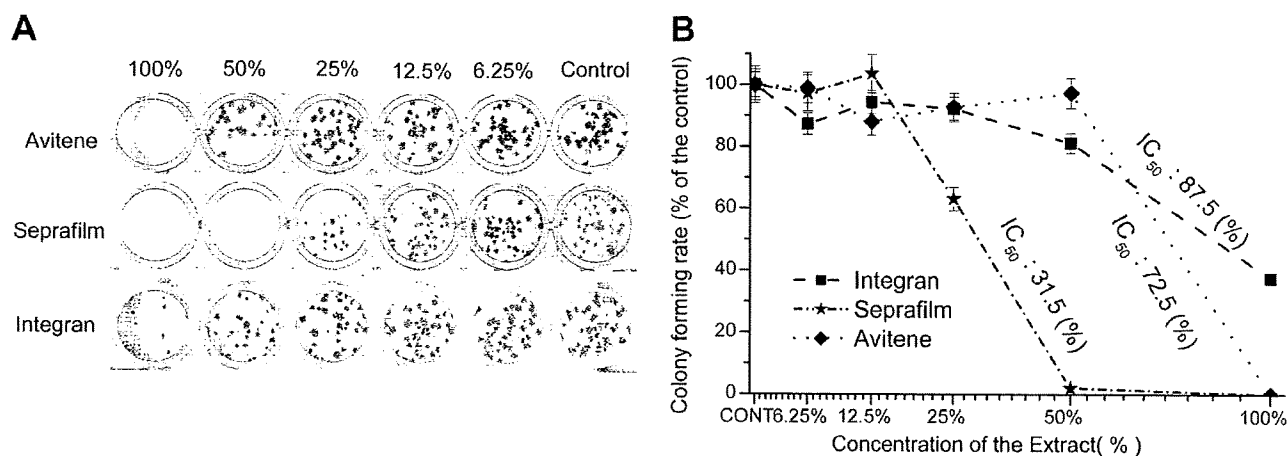 A
100% 50% 25% 12.5% 6.25% Control
Avitene
Seprafilm
Integran
B
Colony forming rate (% of the control)
100
80
60
40
20
0
Integran
Seprafilm
Avitene
IC50 : 87.5 (%)
IC50 : 72.5 (%)
IC50 : 31.5 (%)
CONT6.25% 12.5% 25% 50% 100%
Concentration of the Extract( % )